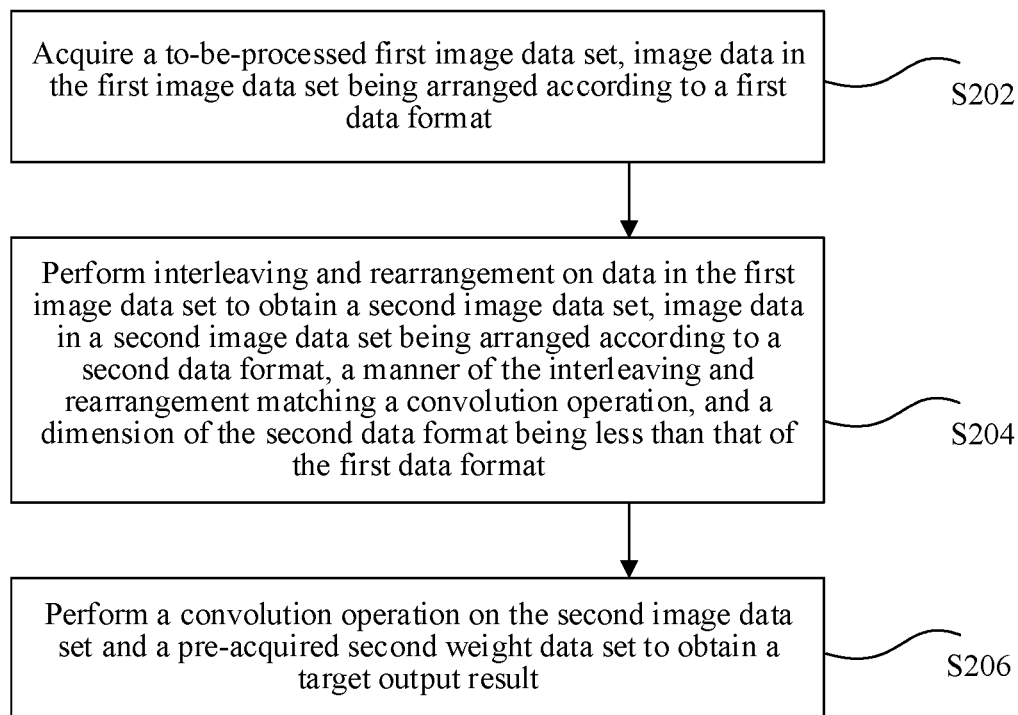 Acquire a to-be-processed first image data set, image data in
the first image data set being arranged according to a first
data format
S202
Perform interleaving and rearrangement on data in the first
image data set to obtain a second image data set, image data
in a second image data set being arranged according to a
second data format, a manner of the interleaving and
rearrangement matching a convolution operation, and a
dimension of the second data format being less than that of
the first data format
S204
Perform a convolution operation on the second image data
set and a pre-acquired second weight data set to obtain a
target output result
S206